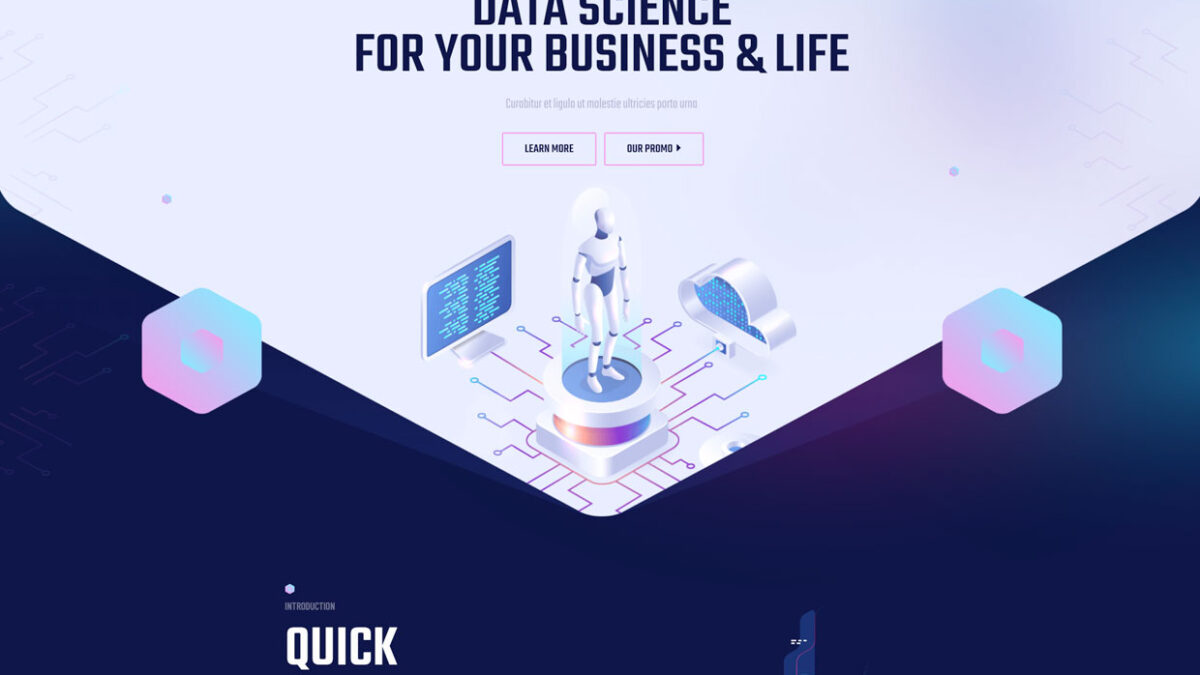 DATA SCIENCE
FOR YOUR BUSINESS & LIFE
Curabitur et ligula ut molestie ultricies porta urna
LEARN MORE
OUR PROMO
INTRODUCTION
QUICK